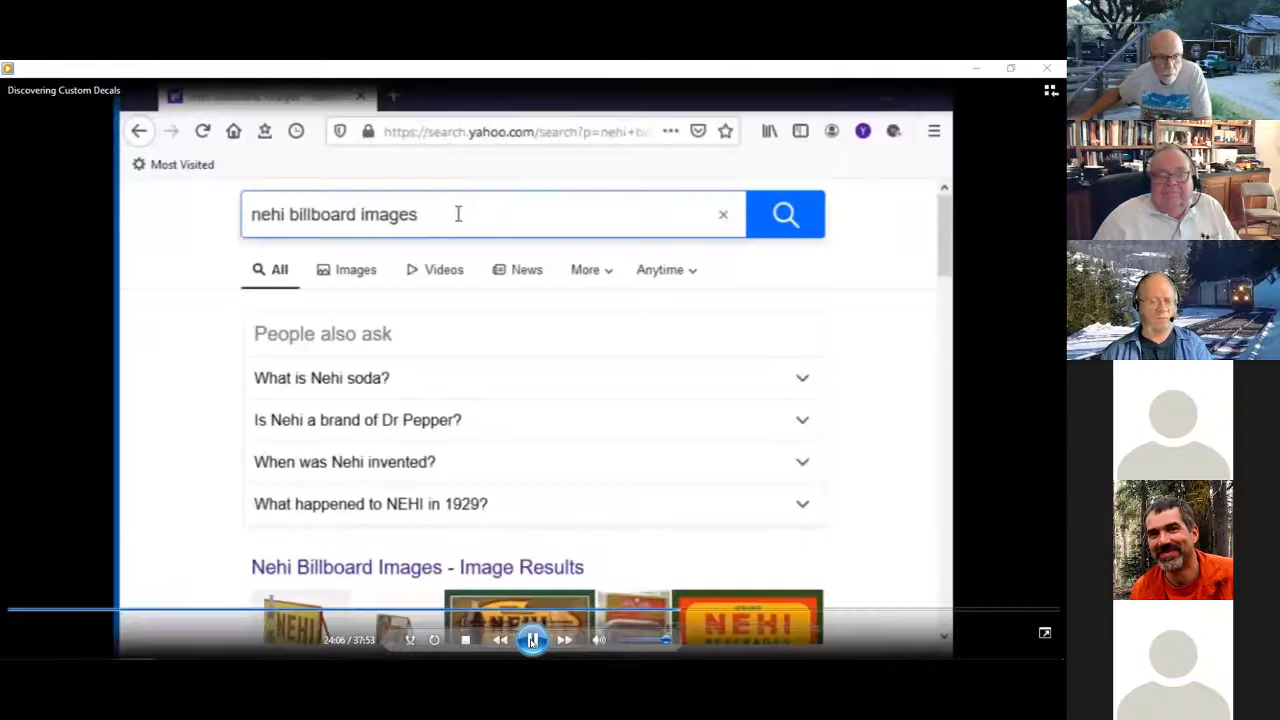 Discovering Custom Decals
https://search.yahoo.com/search?p=nehi+b
Most Visited
nehi billboard images
All Images Videos News More Anytime
People also ask
What is Nehi soda?
Is Nehi a brand of Dr Pepper?
When was Nehi invented?
What happened to NEHI in 1929?
Nehi Billboard Images - Image Results
NEHI
NEHI
24:06 / 37:53